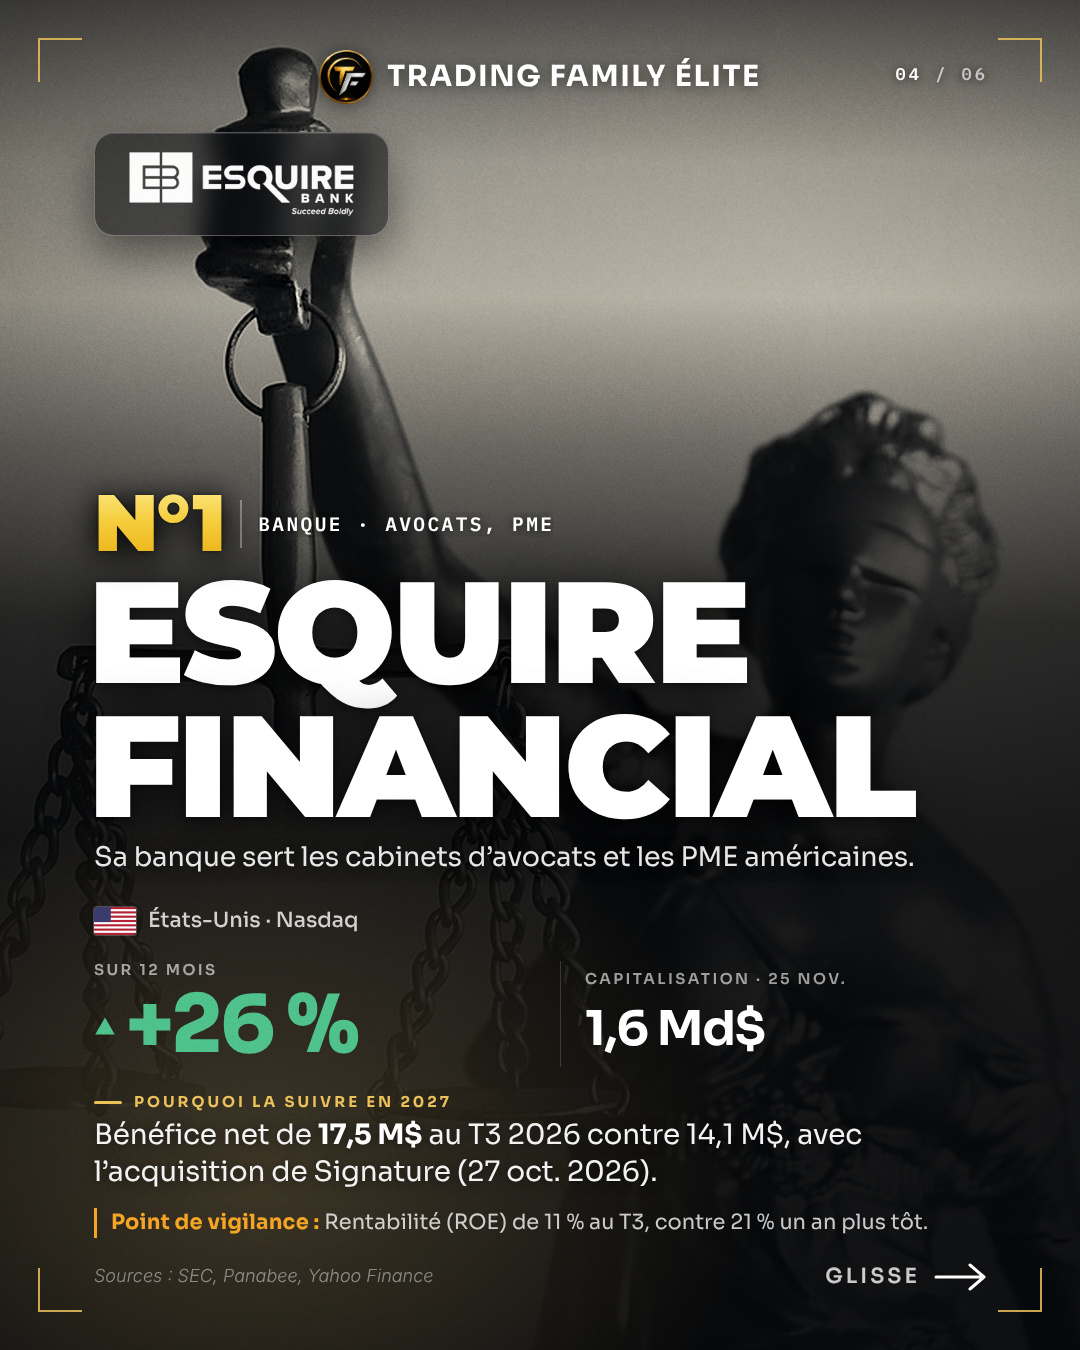 TRADING FAMILY ÉLITE
04 / 06
ESQUIRE
BANK
Succeed Boldly
N°1
BANQUE · AVOCATS, PME
ESQUIRE
FINANCIAL
Sa banque sert les cabinets d’avocats et les PME américaines.
États-Unis · Nasdaq
SUR 12 MOIS
▲ +26 %
CAPITALISATION · 25 NOV.
1,6 Md$
POURQUOI LA SUIVRE EN 2027
Bénéfice net de 17,5 M$ au T3 2026 contre 14,1 M$, avec
l’acquisition de Signature (27 oct. 2026).
Point de vigilance : Rentabilité (ROE) de 11 % au T3, contre 21 % un an plus tôt.
Sources : SEC, Panabee, Yahoo Finance
GLISSE →